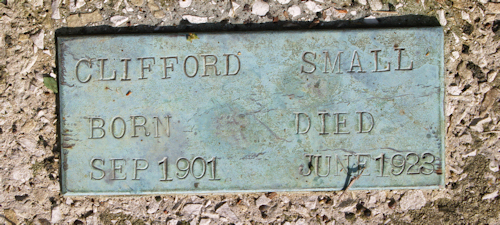 CLIFFORD SMALL
BORN DIED
SEP 1901 JUNE 1923